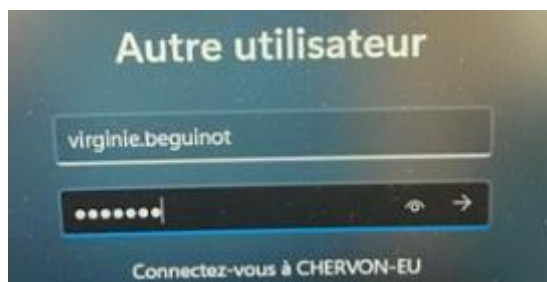 Autre utilisateur
virginie.beguinot
•••••••
Connectez-vous à CHERVON-EU